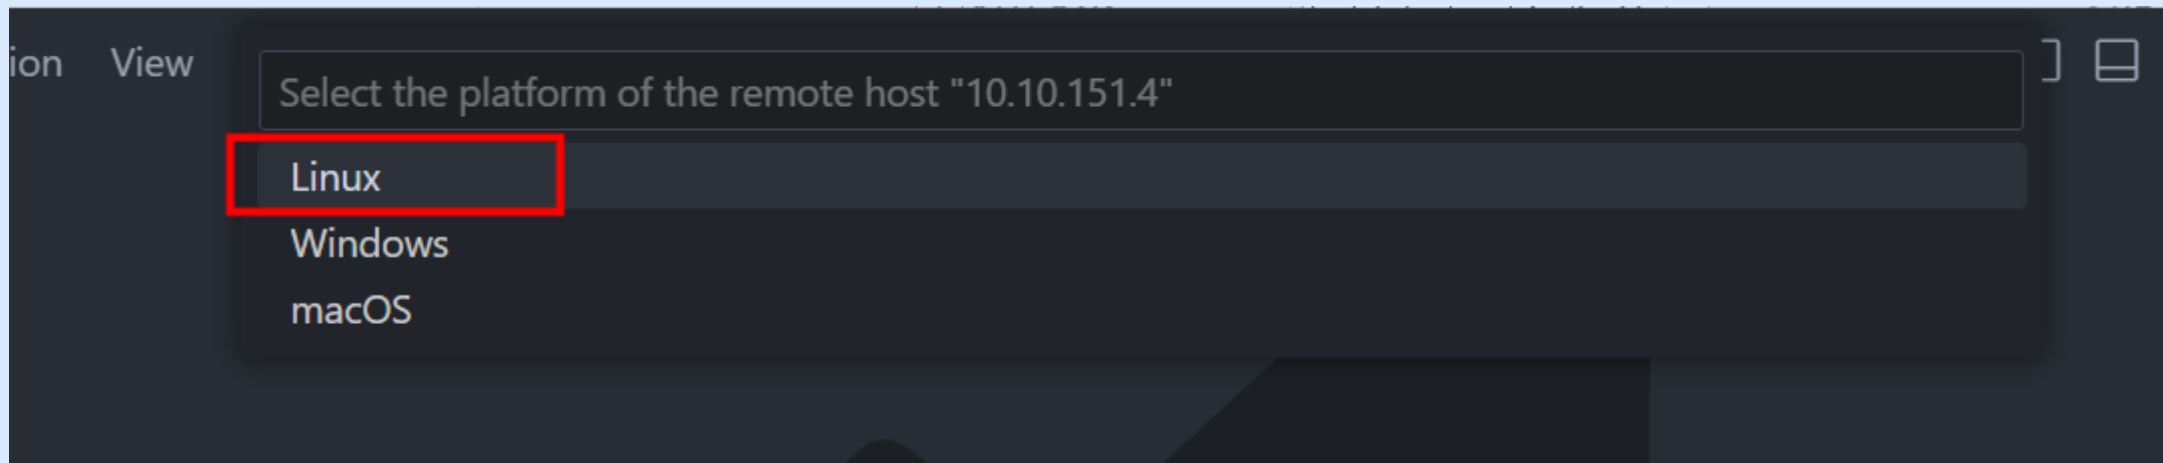 ion View
Select the platform of the remote host "10.10.151.4"
Linux
Windows
macOS